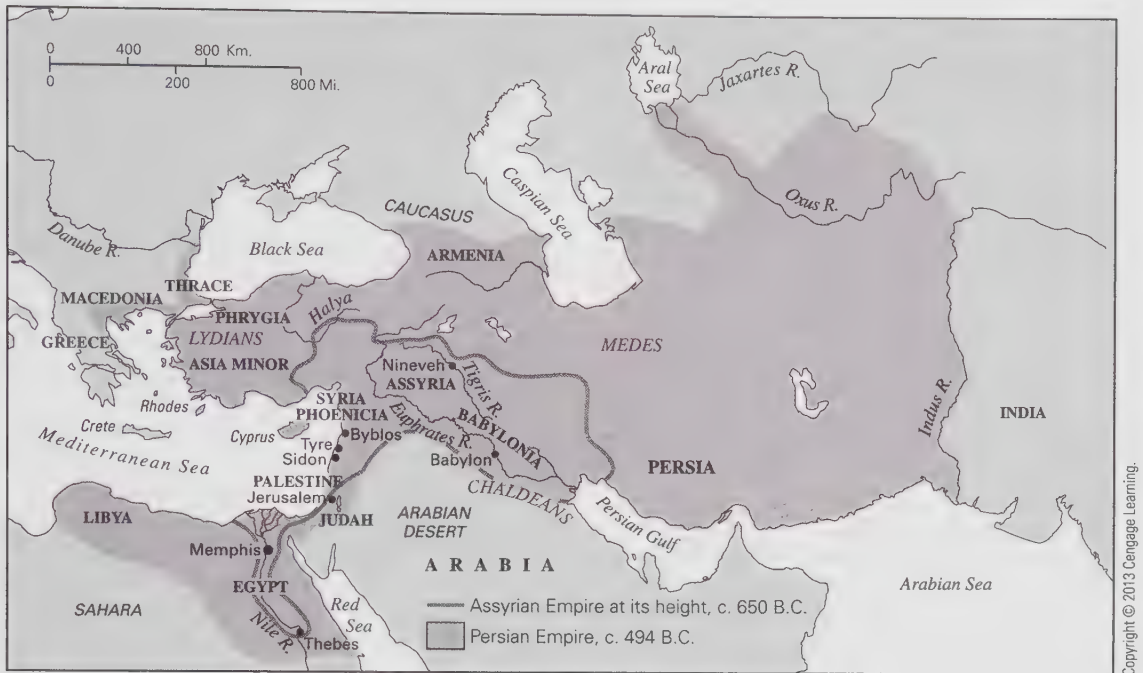 0 400 800 Km.
0 200 800 Mi.
Aral
Sea
Jaxartes R.
Caspian Sea
Oxus R.
CAUCASUS
Danube R.
Black Sea
ARMENIA
THRACE
MACEDONIA
PHRYGIA
Halya
GREECE
LYDIANS
MEDES
ASIA MINOR
Nineveh
ASSYRIA
Tigris R.
SYRIA
PHOENICIA
Rhodes
Crete
Cyprus
Byblos
Euphrates R.
BABYLONIA
Indus R.
INDIA
Mediterranean Sea
Tyre
Sidon
Babylon
PERSIA
PALESTINE
CHALDEANS
Jerusalem
JUDAH
LIBYA
ARABIAN
DESERT
Persian Gulf
Memphis
ARABIA
Arabian Sea
EGYPT
SAHARA
Red
Sea
Nile R.
Thebes
Assyrian Empire at its height, c. 650 B.C.
Persian Empire, c. 494 B.C.
Copyright © 2013 Cengage Learning.